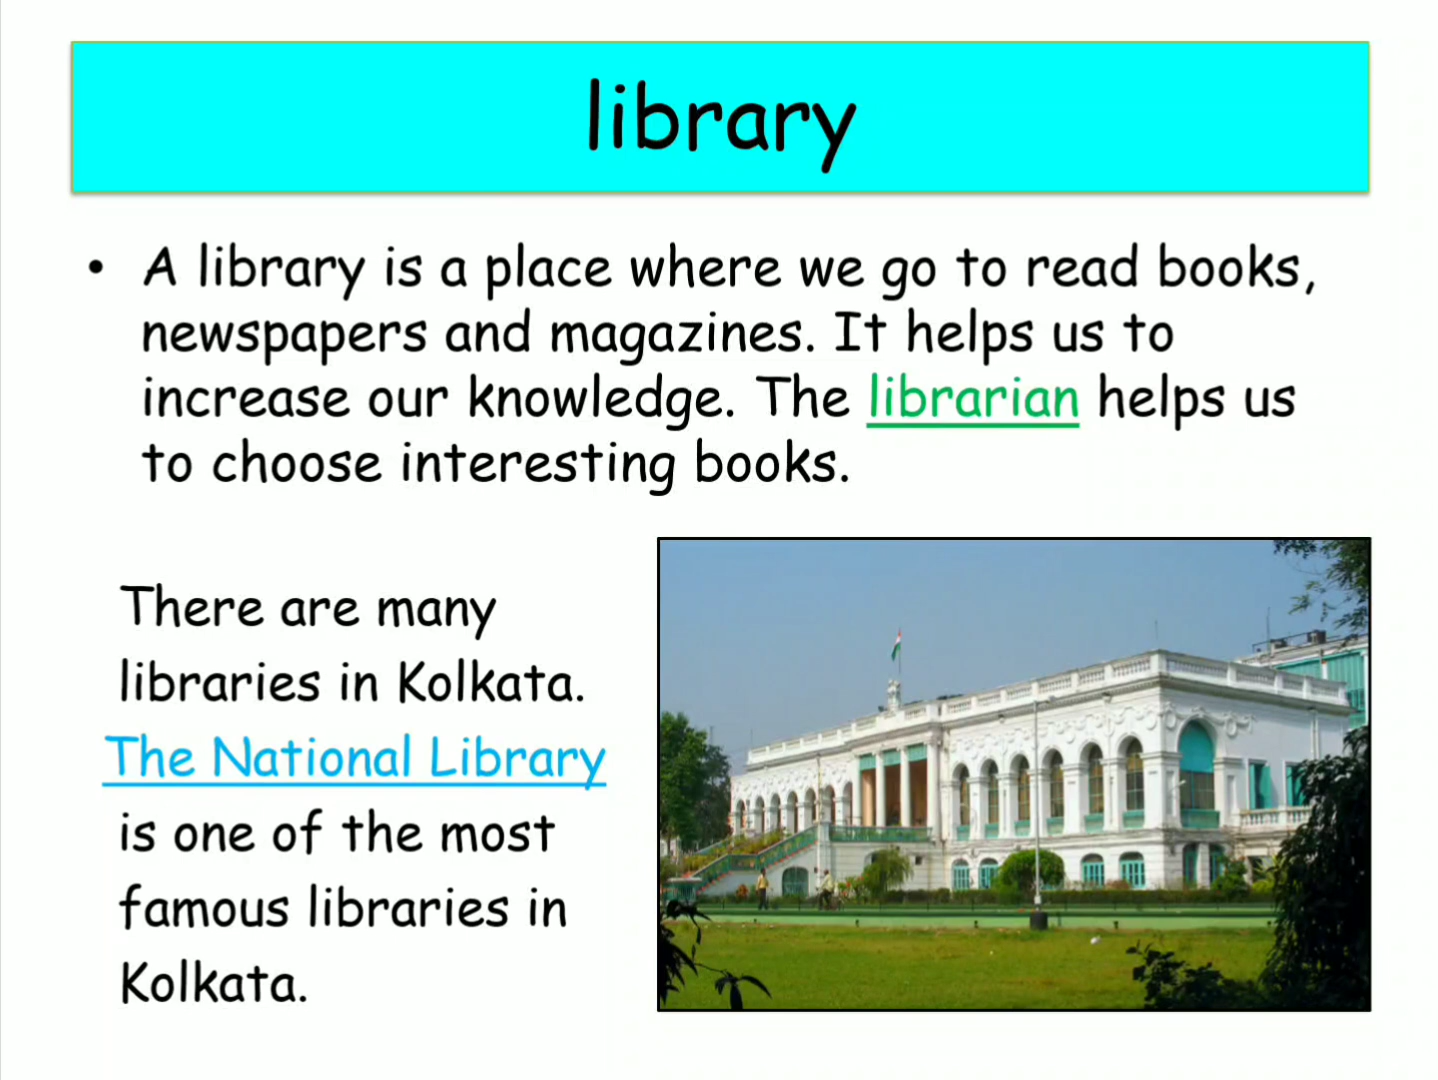 library
• A library is a place where we go to read books,
newspapers and magazines. It helps us to
increase our knowledge. The librarian helps us
to choose interesting books.
There are many
libraries in Kolkata.
The National Library
is one of the most
famous libraries in
Kolkata.